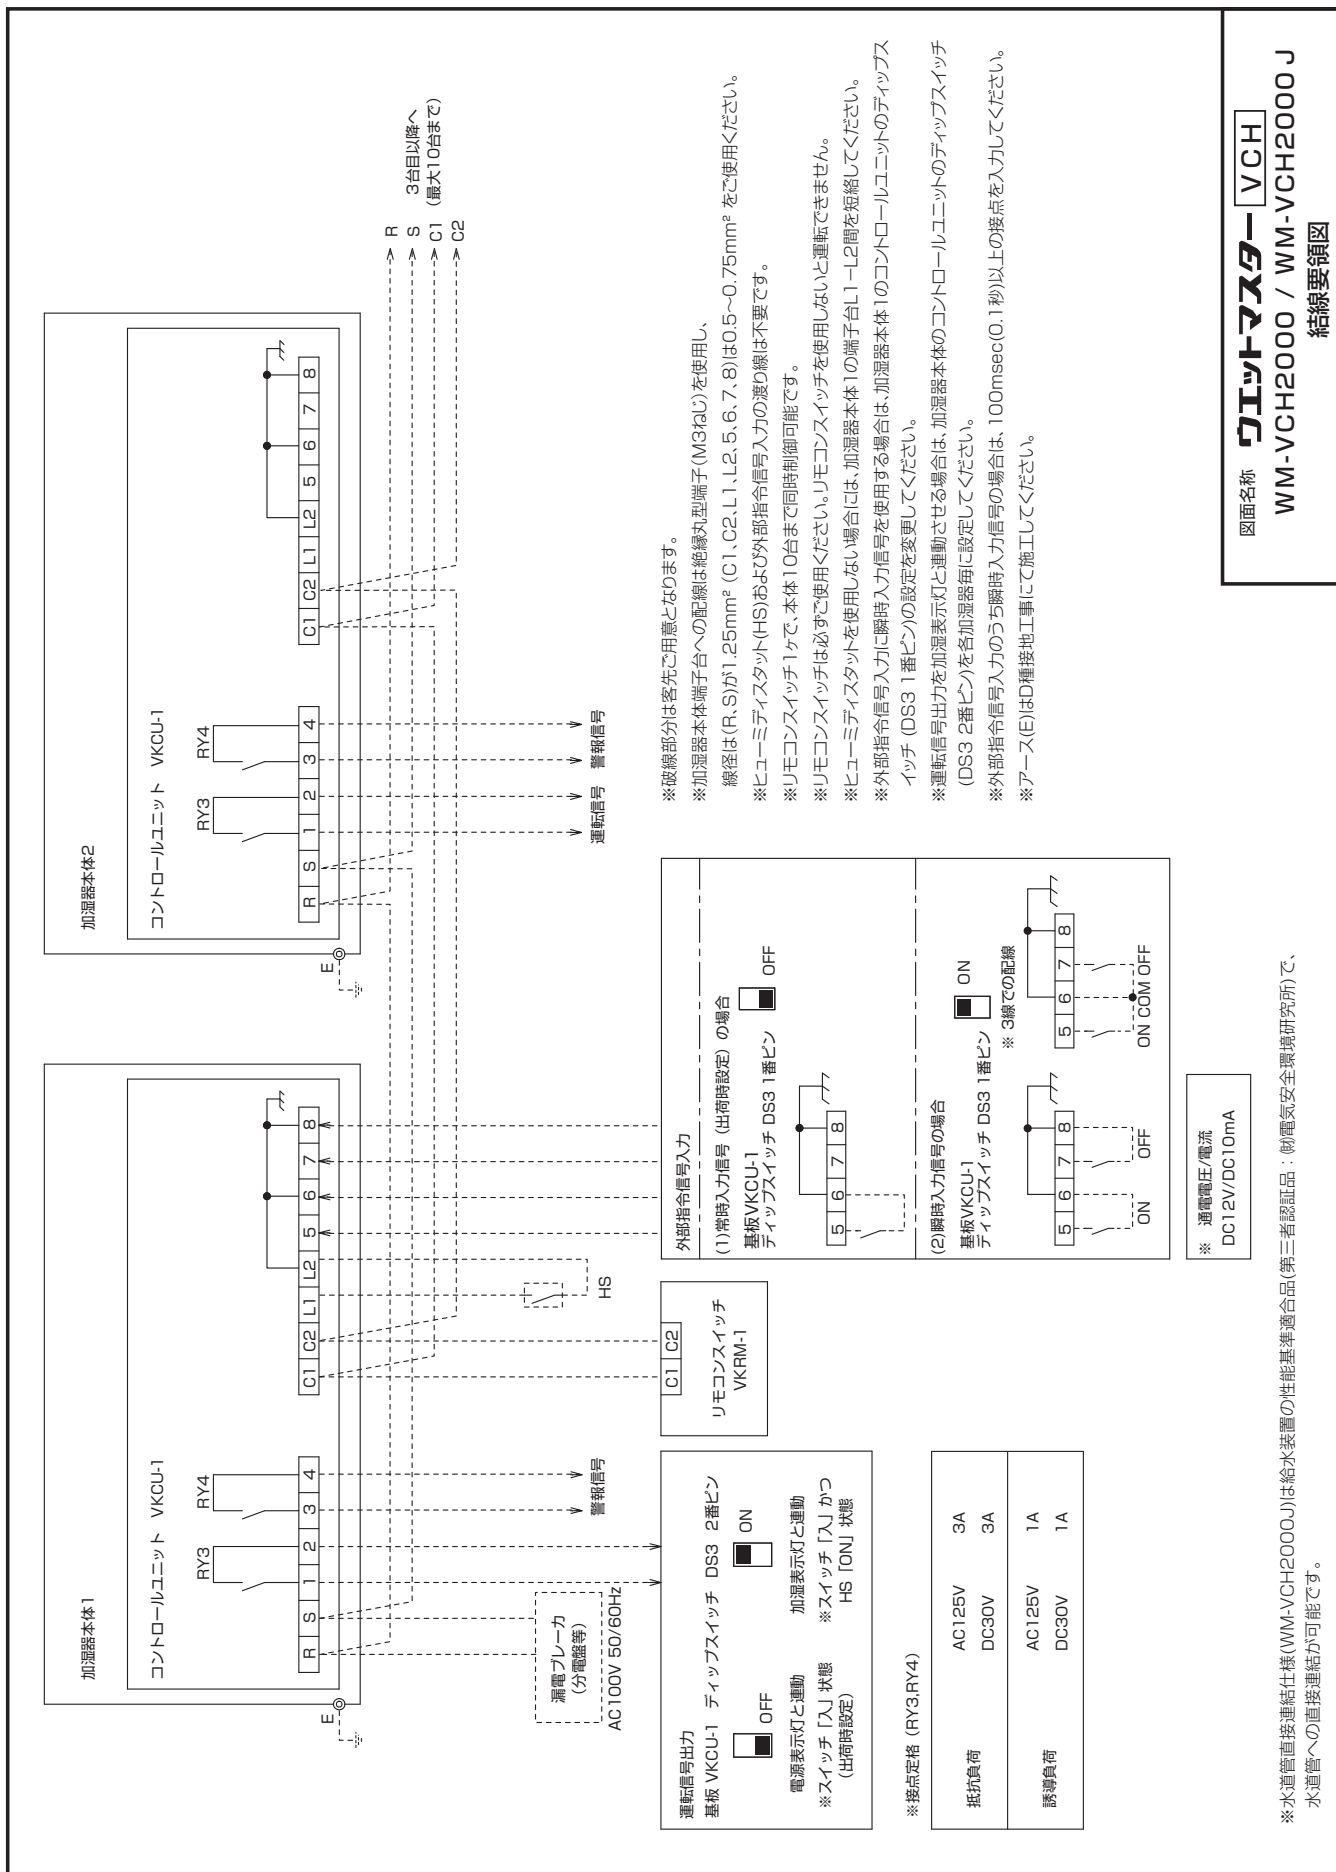 加湿器本体1
コントロールユニット VKCU-1
RY3
RY4
R S 1 2 3 4
C1 C2 L1 L2 5 6 7 8
E
漏電ブレーカ
(分電盤等)
AC100V 50/60Hz
警報信号
HS
加湿器本体2
コントロールユニット VKCU-1
RY3
RY4
R S 1 2 3 4
C1 C2 L1 L2 5 6 7 8
E
運転信号
警報信号
R
S
C1
C2
3台目以降へ
(最大10台まで)
運転信号出力
基板 VKCU-1 ディップスイッチ DS3 2番ピン
OFF
ON
電源表示灯と連動
※スイッチ「入」状態
(出荷時設定)
加湿表示灯と連動
※スイッチ「入」かつ
HS「ON」状態
C1 C2
リモコンスイッチ
VKRM-1
外部指令信号入力
(1)常時入力信号 (出荷時設定) の場合
基板VKCU-1
ディップスイッチ DS3 1番ピン
OFF
5 6 7 8
(2)瞬時入力信号の場合
基板VKCU-1
ディップスイッチ DS3 1番ピン
ON
※ 3線での配線
5 6 7 8
ON OFF
5 6 7 8
ON COM OFF
※接点定格 (RY3,RY4)
抵抗負荷 AC125V 3A
DC30V 3A
誘導負荷 AC125V 1A
DC30V 1A
※ 通電電圧/電流
DC12V/DC10mA
※破線部分は客先ご用意となります。
※加湿器本体端子台への配線は絶縁丸型端子(M3ねじ)を使用し、
線径は(R、S)が1.25mm² (C1、C2、L1、L2、5、6、7、8)は0.5〜0.75mm² をご使用ください。
※ヒューミディスタット(HS)および外部指令信号入力の渡り線は不要です。
※リモコンスイッチ1ヶで、本体10台まで同時制御可能です。
※リモコンスイッチは必ずご使用ください。リモコンスイッチを使用しないと運転できません。
※ヒューミディスタットを使用しない場合には、加湿器本体1の端子台L1ーL2間を短絡してください。
※外部指令信号入力に瞬時入力信号を使用する場合は、加湿器本体1のコントロールユニットのディップス
イッチ (DS3 1番ピン)の設定を変更してください。
※運転信号出力を加湿表示灯と連動させる場合は、加湿器本体のコントロールユニットのディップスイッチ
(DS3 2番ピン)を各加湿器毎に設定してください。
※外部指令信号入力のうち瞬時入力信号の場合は、100msec(0.1秒)以上の接点を入力してください。
※アース(E)はD種接地工事にて施工してください。
※水道管直接連結仕様(WM-VCH2000J)は給水装置の性能基準適合品(第三者認証品：㈶電気安全環境研究所)で、
水道管への直接連結が可能です。
図面名称 ウエットマスター VCH
WM-VCH2000 / WM-VCH2000J
結線要領図